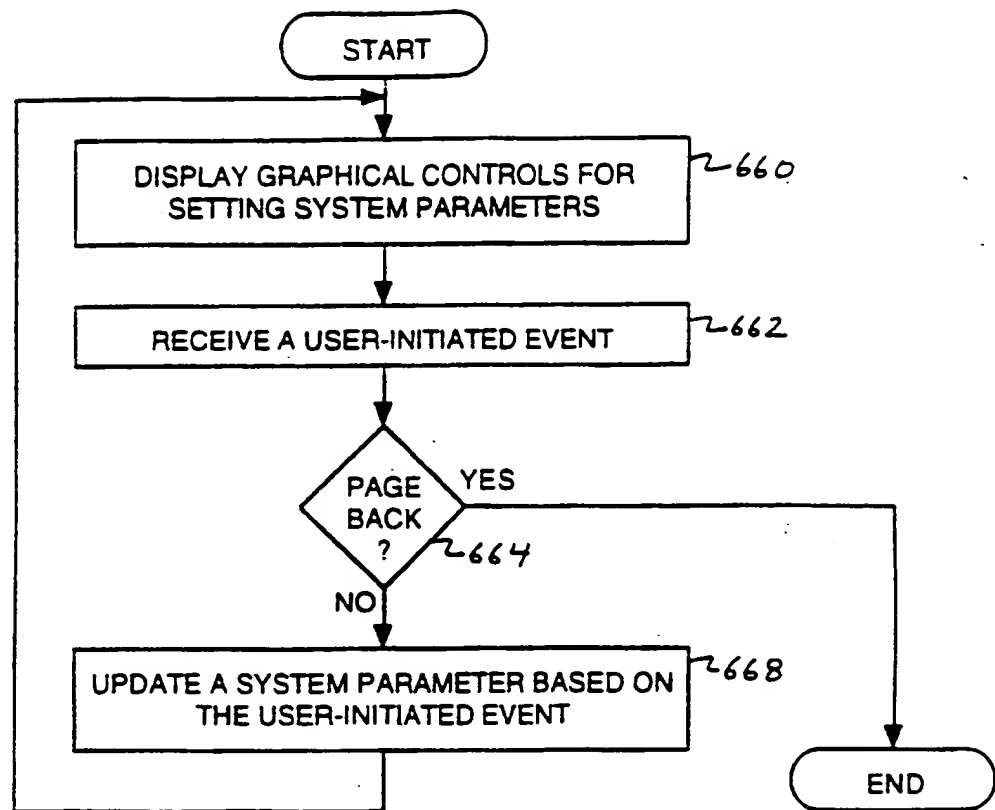 START
DISPLAY GRAPHICAL CONTROLS FOR
SETTING SYSTEM PARAMETERS
660
RECEIVE A USER-INITIATED EVENT
662
PAGE
BACK
?
YES
664
NO
UPDATE A SYSTEM PARAMETER BASED ON
THE USER-INITIATED EVENT
668
END